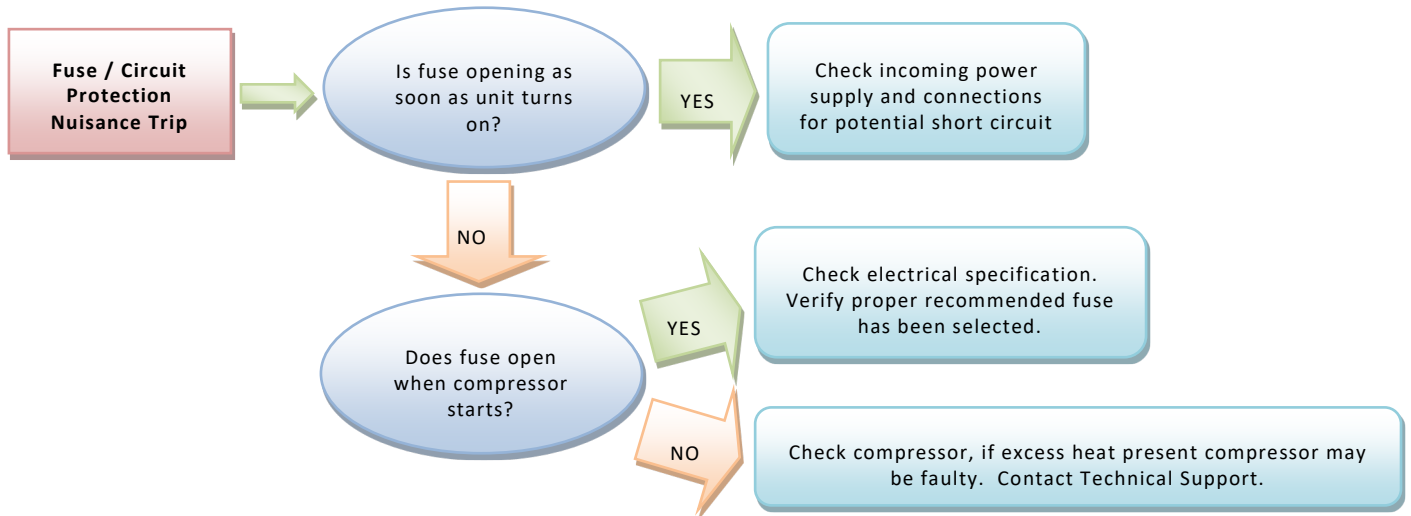 Fuse / Circuit
Protection
Nuisance Trip
Is fuse opening as
soon as unit turns
on?
YES
Check incoming power
supply and connections
for potential short circuit
NO
Does fuse open
when compressor
starts?
YES
Check electrical specification.
Verify proper recommended fuse
has been selected.
NO
Check compressor, if excess heat present compressor may
be faulty.  Contact Technical Support.